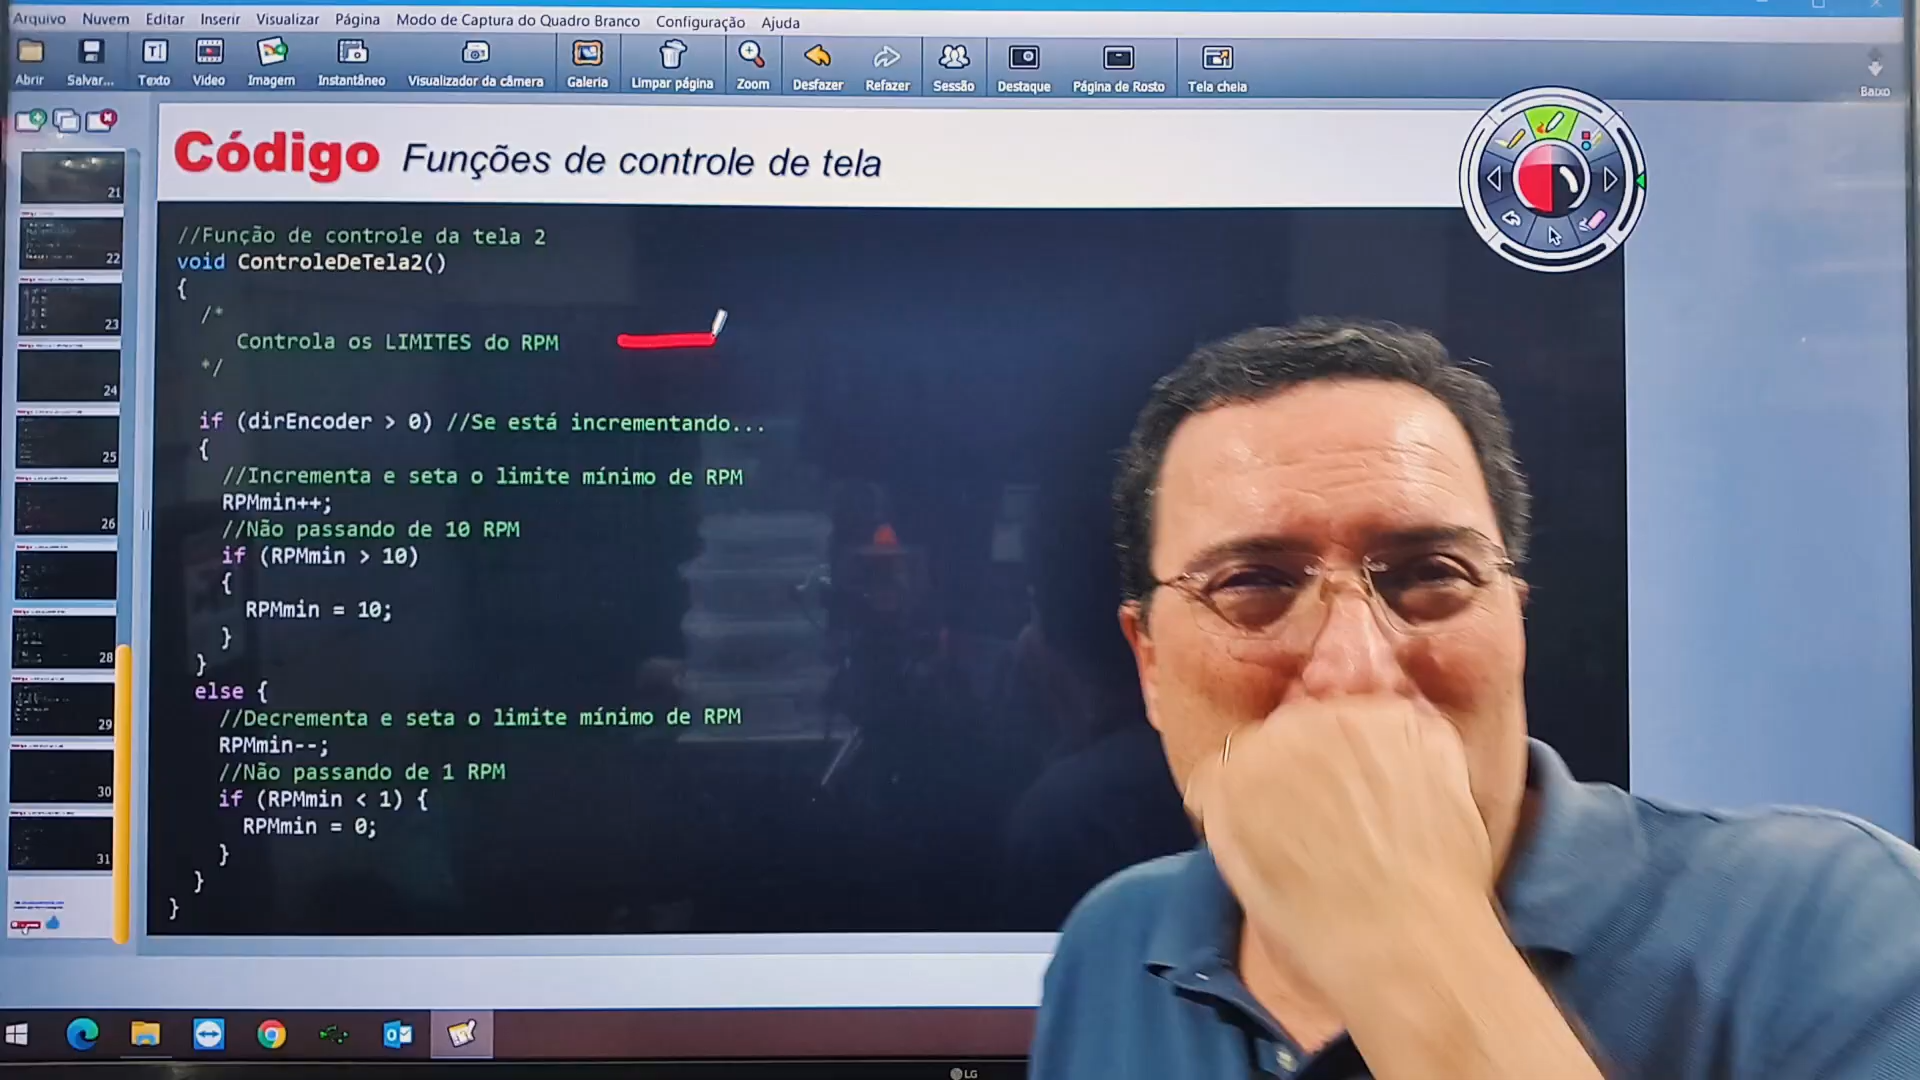 Arquivo Nuvem Editar Inserir Visualizar Página Modo de Captura do Quadro Branco Configuração Ajuda
Abrir Salvar... Texto Video Imagem Instantâneo Visualizador da câmera Galeria Limpar página Zoom Desfazer Refazer Sessão Destaque Página de Rosto Tela cheia Baixo
Código Funções de controle de tela
//Função de controle da tela 2
void ControleDeTela2()
{
/*
Controla os LIMITES do RPM
*/
if (dirEncoder > 0) //Se está incrementando...
{
//Incrementa e seta o limite mínimo de RPM
RPMmin++;
//Não passando de 10 RPM
if (RPMmin > 10)
{
RPMmin = 10;
}
}
else {
//Decrementa e seta o limite mínimo de RPM
RPMmin--;
//Não passando de 1 RPM
if (RPMmin < 1) {
RPMmin = 0;
}
}
}
21
22
23
24
25
26
28
29
30
31
LG